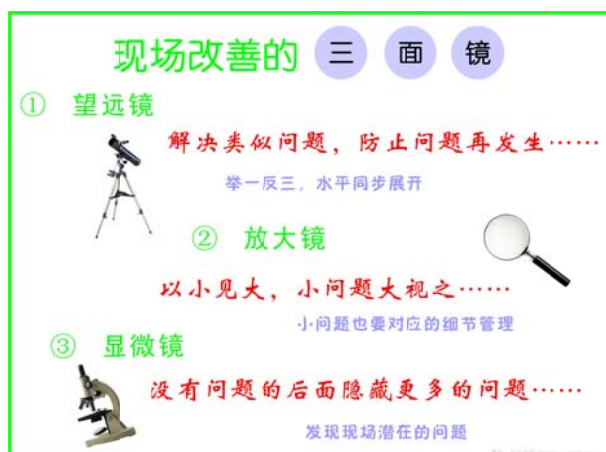 现场改善的 三 面 镜
① 望远镜
解决类似问题，防止问题再发生……
举一反三，水平同步展开
② 放大镜
以小见大，小问题大视之……
小问题也要对应的细节管理
③ 显微镜
没有问题的后面隐藏更多的问题……
发现现场潜在的问题